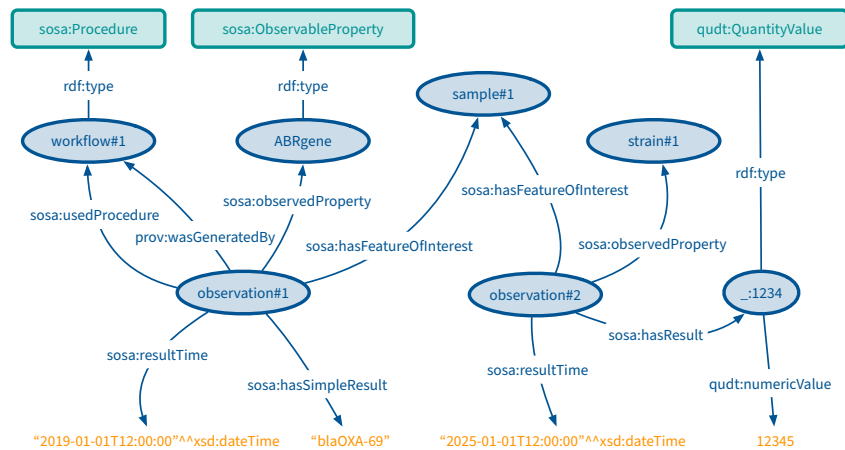 sosa:Procedure
sosa:ObservableProperty
qudt:QuantityValue
rdf:type
rdf:type
sample#1
workflow#1
ABRgene
strain#1
rdf:type
sosa:hasFeatureOfInterest
sosa:observedProperty
sosa:usedProcedure
prov:wasGeneratedBy
sosa:hasFeatureOfInterest
sosa:observedProperty
observation#1
observation#2
_:1234
sosa:hasResult
sosa:resultTime
sosa:resultTime
sosa:hasSimpleResult
qudt:numericValue
“2019-01-01T12:00:00”^^xsd:dateTime
“blaOXA-69”
“2025-01-01T12:00:00”^^xsd:dateTime
12345